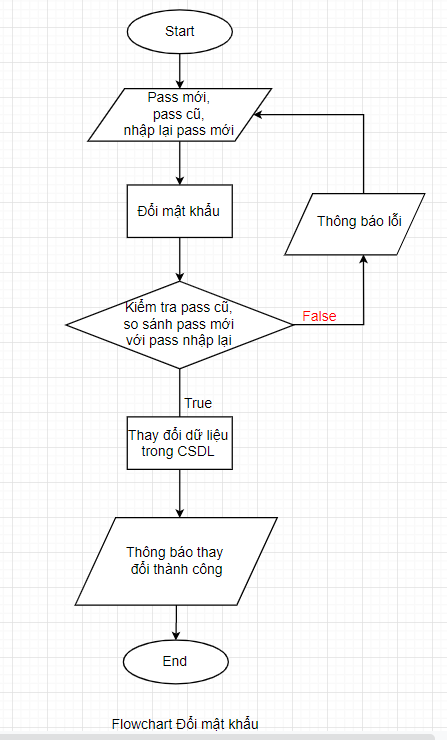 Start
Pass mới,
pass cũ,
nhập lại pass mới
Đổi mật khẩu
Thông báo lỗi
Kiểm tra pass cũ,
so sánh pass mới
với pass nhập lại
False
True
Thay đổi dữ liệu
trong CSDL
Thông báo thay
đổi thành công
End
Flowchart Đổi mật khẩu